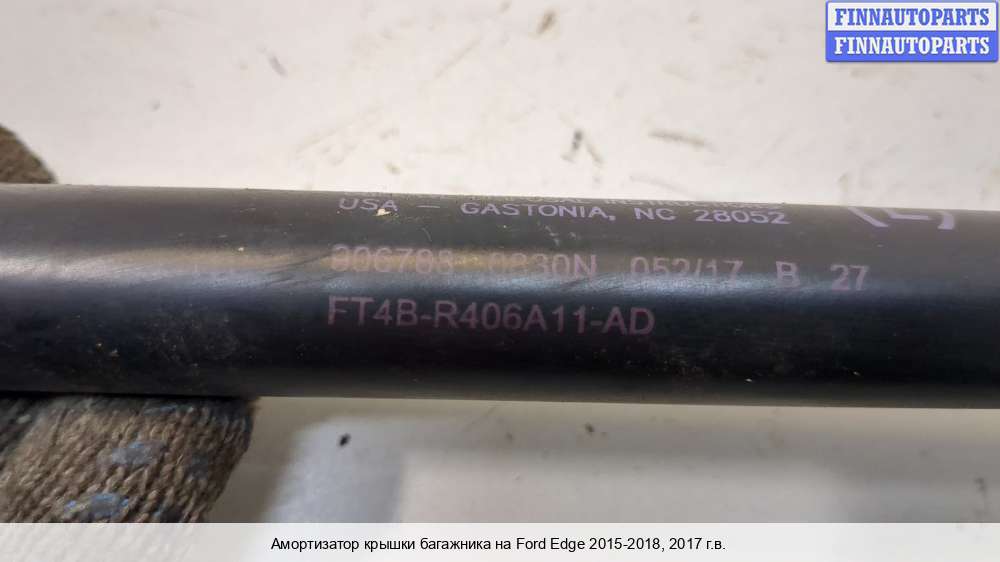 FINNAUTOPARTS
FINNAUTOPARTS
USA – GASTONIA, NC 28052
0830N 052/17 B 27
FT4B-R406A11-AD
Амортизатор крышки багажника на Ford Edge 2015-2018, 2017 г.в.